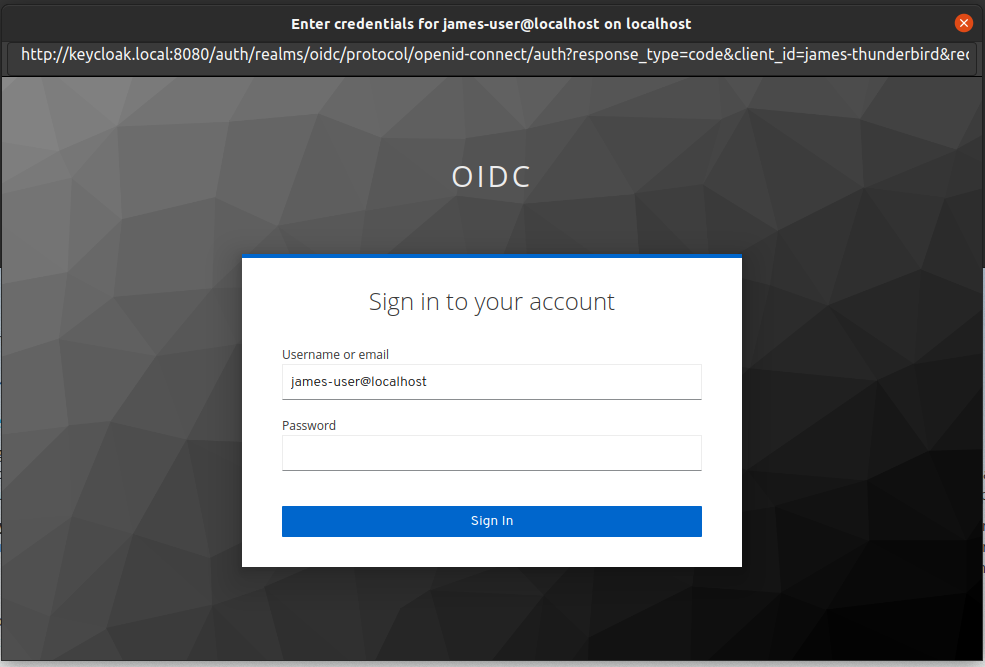 Enter credentials for james-user@localhost on localhost
http://keycloak.local:8080/auth/realms/oidc/protocol/openid-connect/auth?response_type=code&client_id=james-thunderbird&rec
OIDC
Sign in to your account
Username or email
james-user@localhost
Password
Sign In